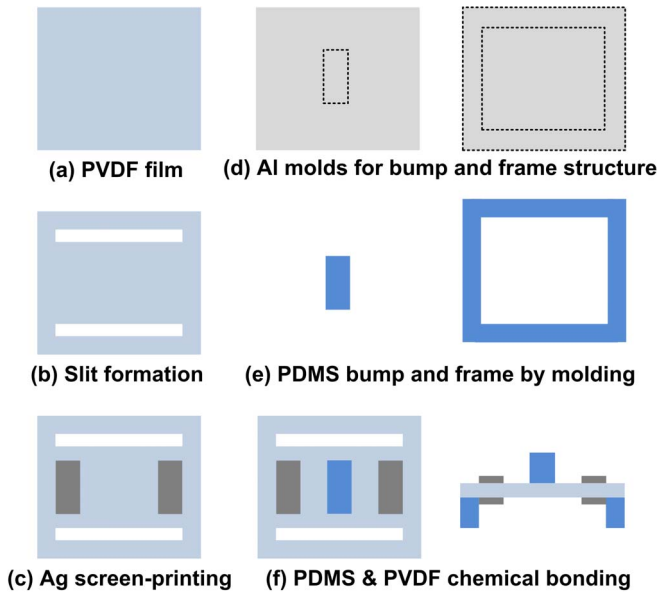 (a) PVDF film
(d) Al molds for bump and frame structure
(b) Slit formation
(e) PDMS bump and frame by molding
(c) Ag screen-printing
(f) PDMS & PVDF chemical bonding